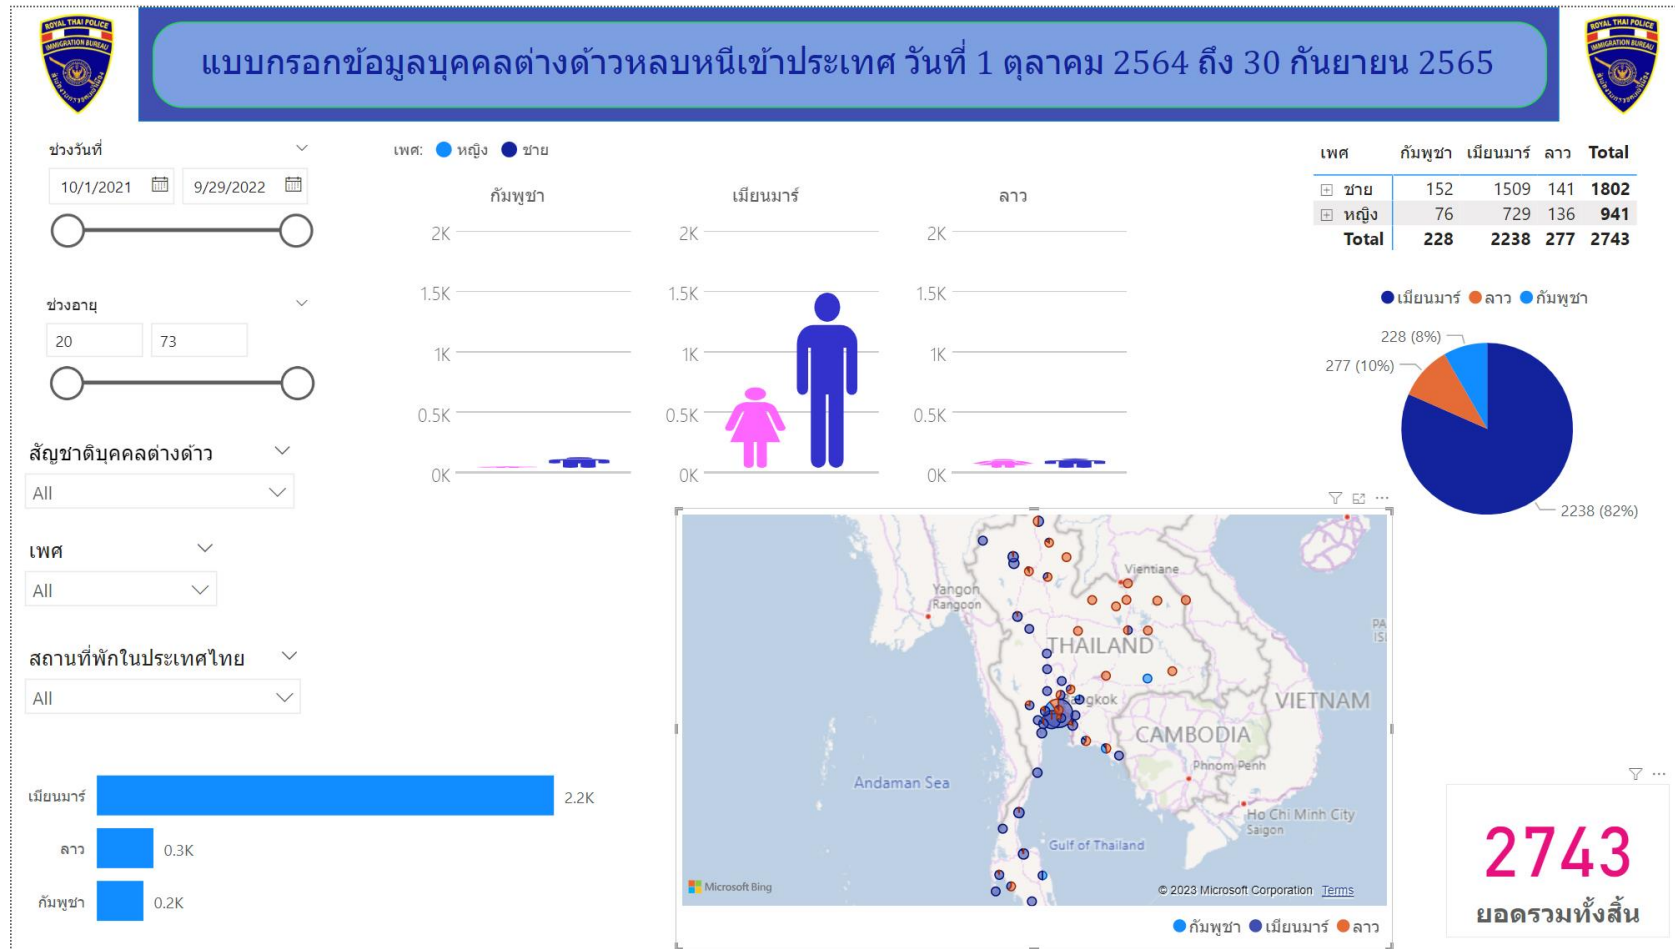 ROYAL THAI POLICE
IMMIGRATION BUREAU
แบบกรอกข้อมูลบุคคลต่างด้าวหลบหนีเข้าประเทศ วันที่ 1 ตุลาคม 2564 ถึง 30 กันยายน 2565
ROYAL THAI POLICE
IMMIGRATION BUREAU
ช่วงวันที่
10/1/2021 9/29/2022
ช่วงอายุ
20 73
สัญชาติบุคคลต่างด้าว
All
เพศ
All
สถานที่พักในประเทศไทย
All
เมียนมาร์ 2.2K
ลาว 0.3K
กัมพูชา 0.2K
เพศ: หญิง ชาย
กัมพูชา เมียนมาร์ ลาว
2K 2K 2K
1.5K 1.5K 1.5K
1K 1K 1K
0.5K 0.5K 0.5K
0K 0K 0K
เพศ กัมพูชา เมียนมาร์ ลาว Total
ชาย 152 1509 141 1802
หญิง 76 729 136 941
Total 228 2238 277 2743
เมียนมาร์ ลาว กัมพูชา
228 (8%)
277 (10%)
2238 (82%)
Vientiane
Yangon
Rangoon
THAILAND
VIETNAM
CAMBODIA
Phnom Penh
Andaman Sea
Ho Chi Minh City
Saigon
Gulf of Thailand
Microsoft Bing
© 2023 Microsoft Corporation Terms
กัมพูชา เมียนมาร์ ลาว
2743
ยอดรวมทั้งสิ้น